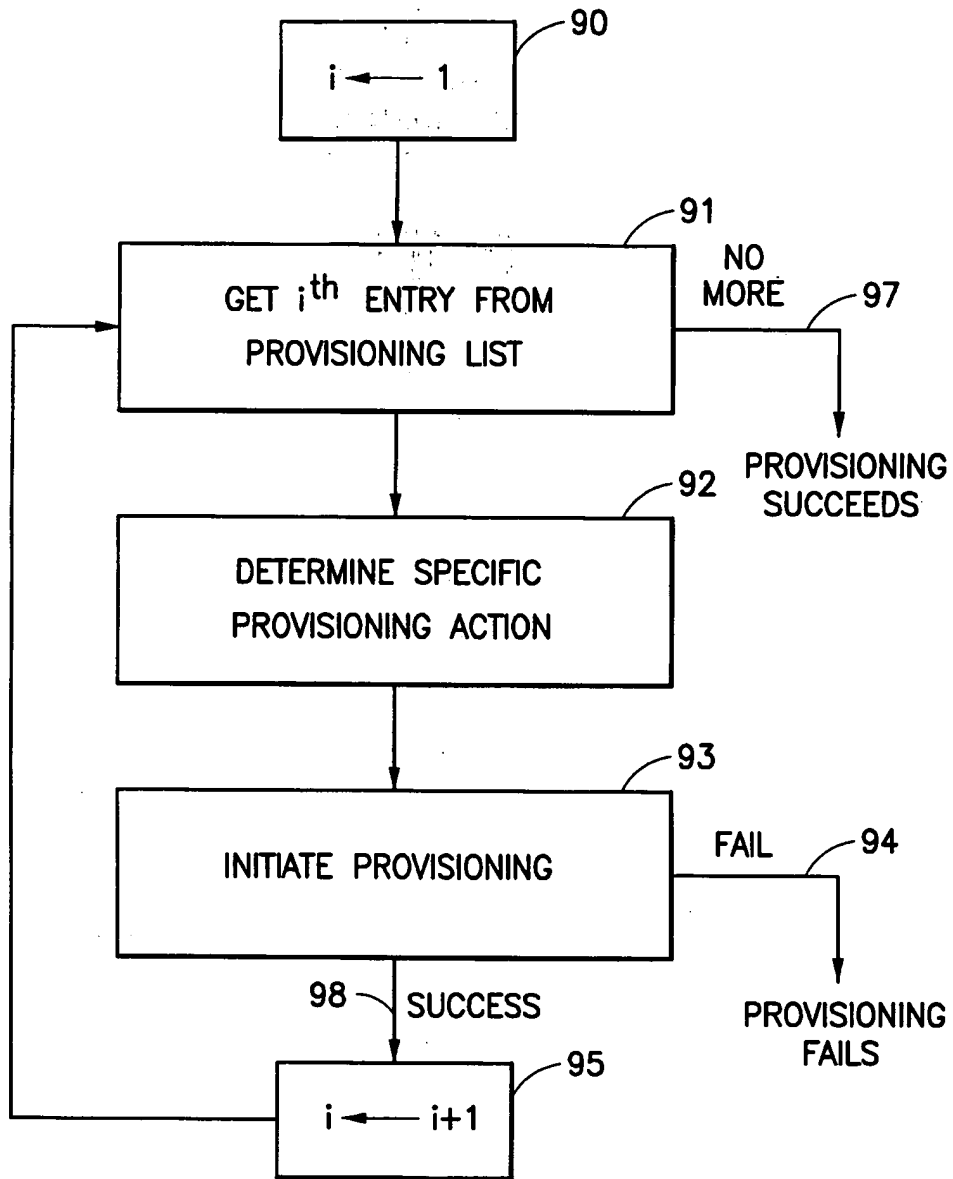 90
i ← 1
91
GET ith ENTRY FROM
PROVISIONING LIST
NO
MORE
97
PROVISIONING
SUCCEEDS
92
DETERMINE SPECIFIC
PROVISIONING ACTION
93
INITIATE PROVISIONING
FAIL
94
PROVISIONING
FAILS
98
SUCCESS
95
i ← i+1